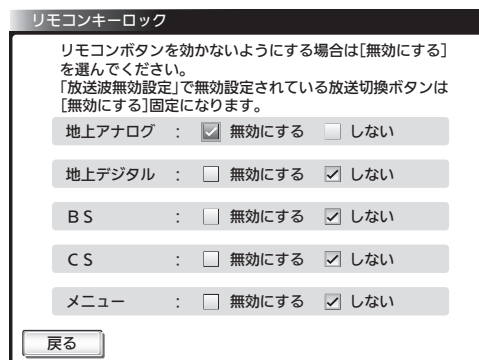 リモコンキーロック
リモコンボタンを効かないようにする場合は[無効にする]
を選んでください。
「放送波無効設定」で無効設定されている放送切換ボタンは
[無効にする]固定になります。
地上アナログ : 無効にする しない
地上デジタル : 無効にする しない
BS : 無効にする しない
CS : 無効にする しない
メニュー : 無効にする しない
戻る